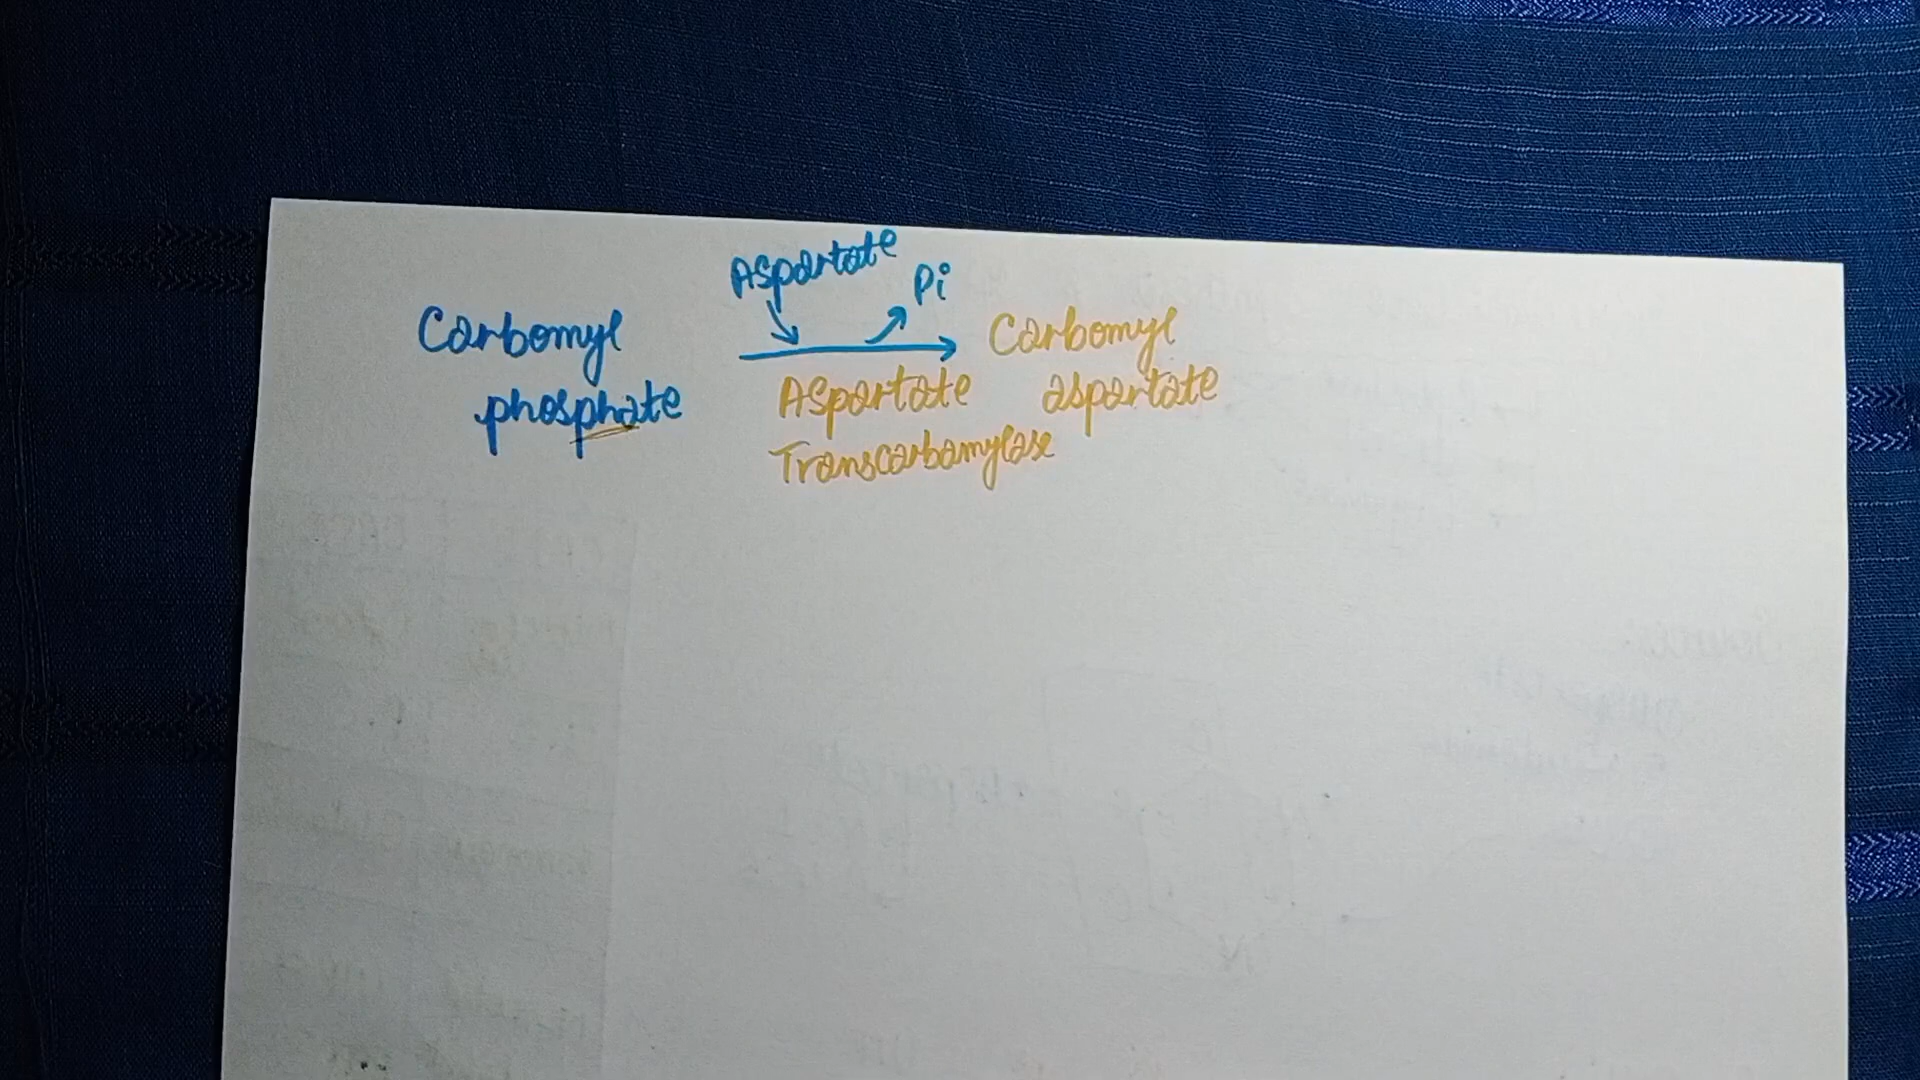 Aspartate
Pi
Carbomyl
phosphate
Carbomyl
aspartate
Aspartate
Transcarbamylase